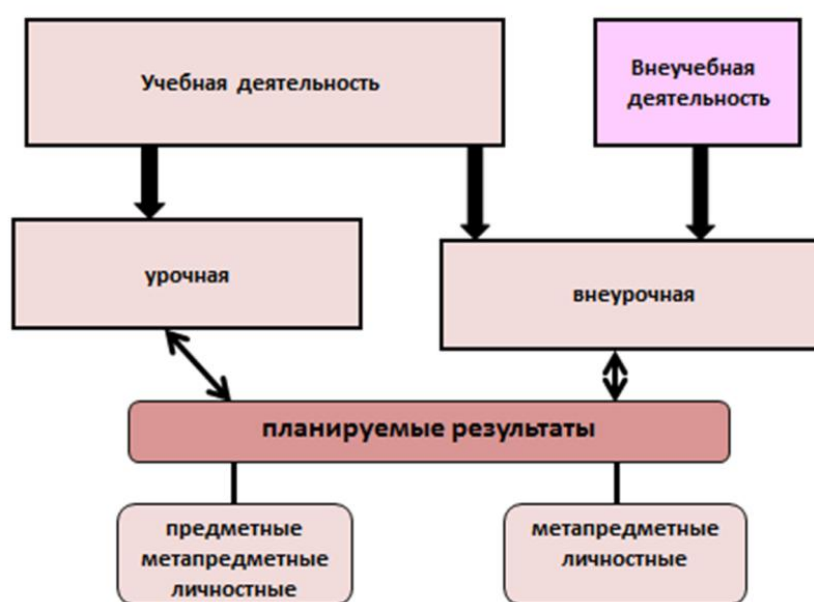 Учебная деятельность
Внеучебная
деятельность
урочная
внеурочная
планируемые результаты
предметные
метапредметные
личностные
метапредметные
личностные